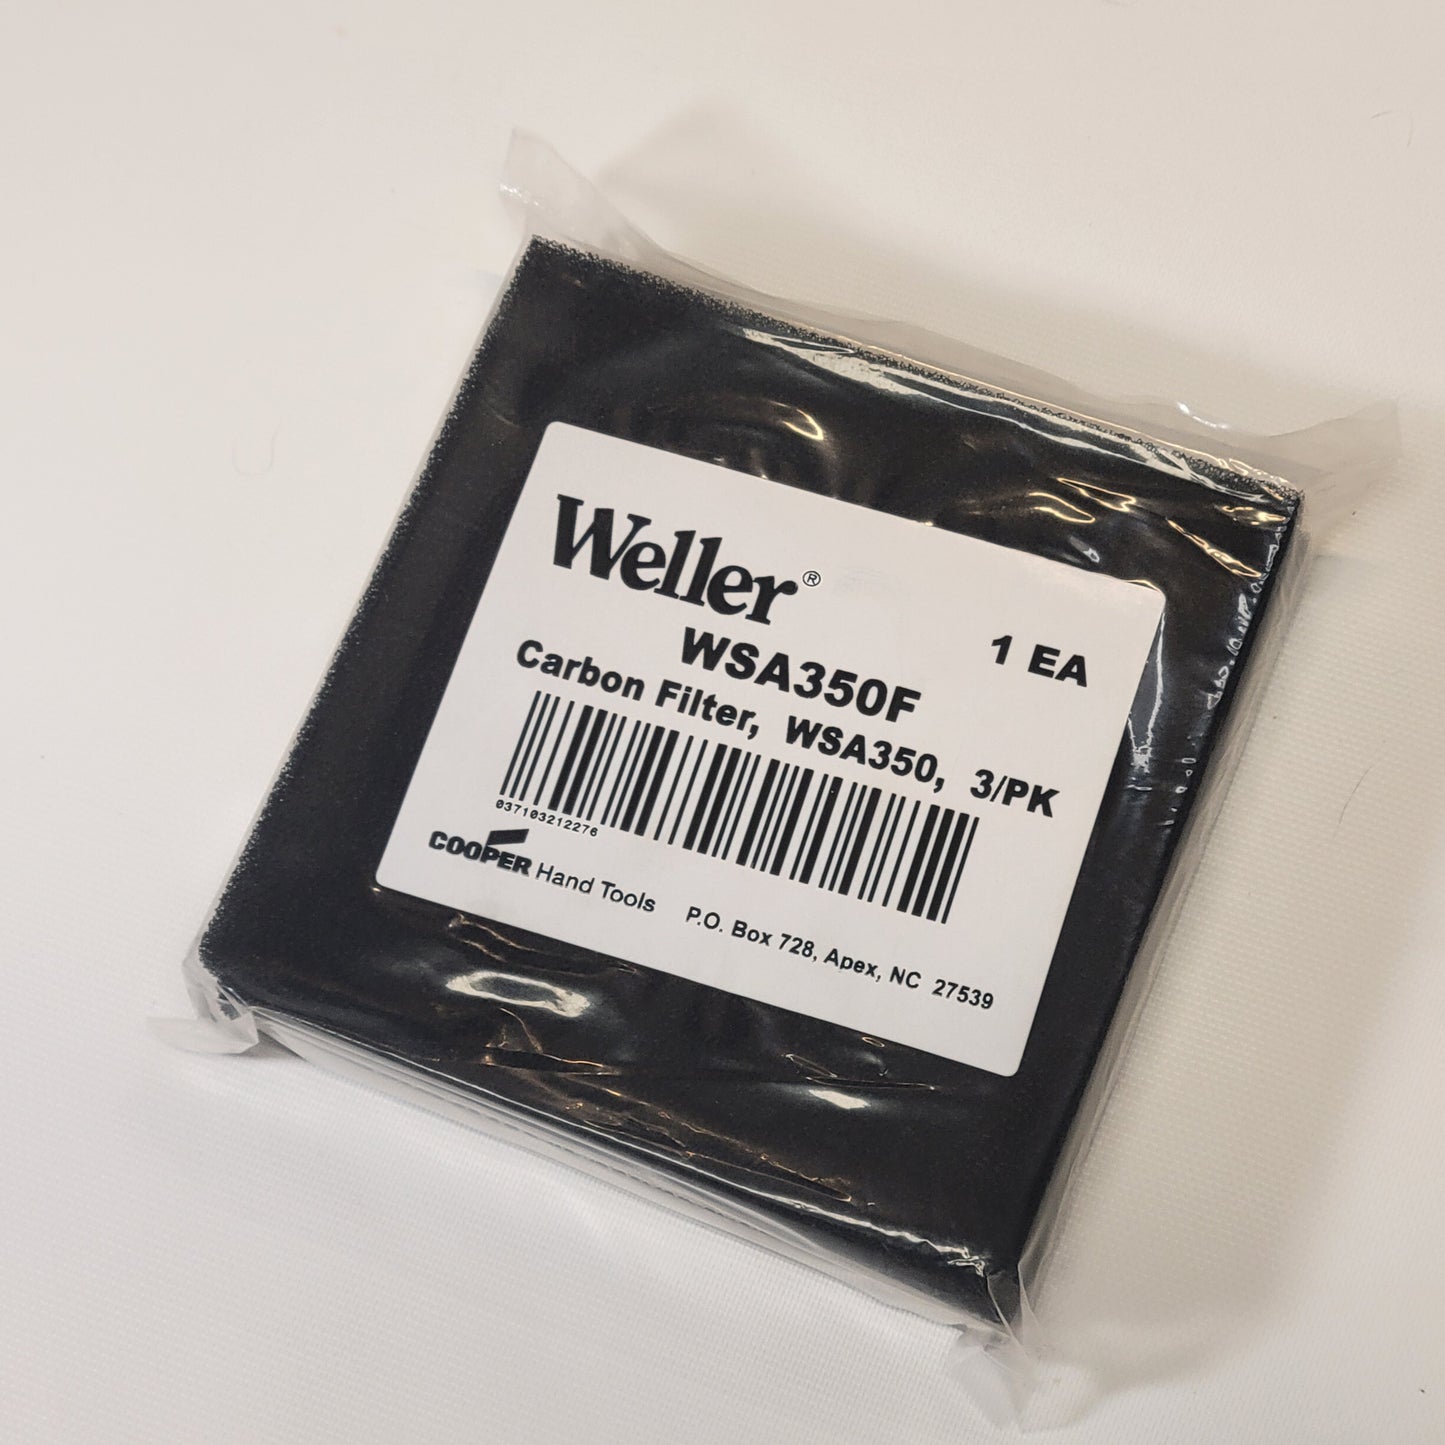 Weller®
WSA350F 1 EA
Carbon Filter, WSA350, 3/PK
037103212276
COOPER Hand Tools P.O. Box 728, Apex, NC 27539